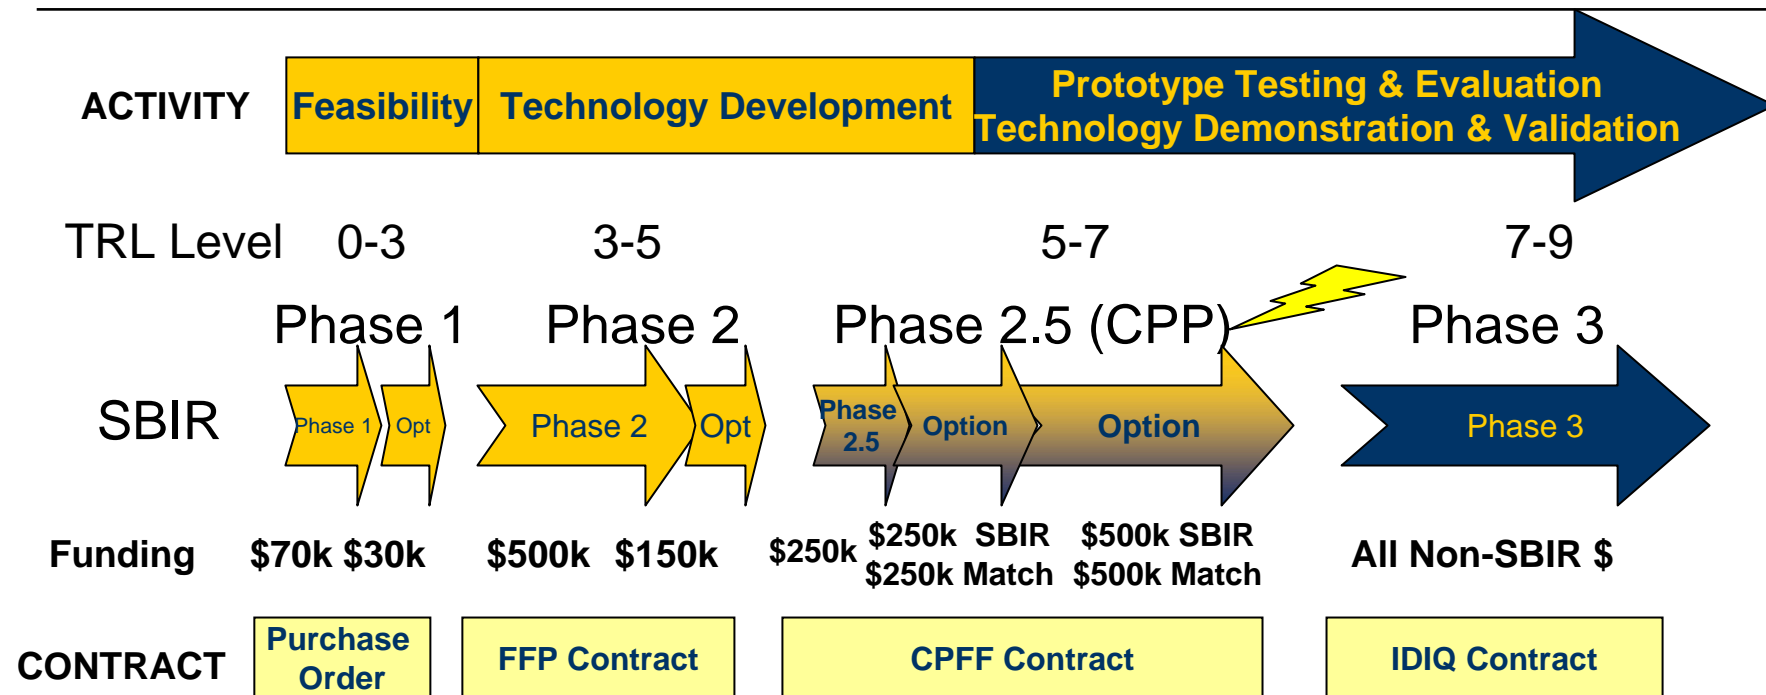 ACTIVITY
Feasibility
Technology Development
Prototype Testing & Evaluation
Technology Demonstration & Validation
TRL Level 0-3 3-5 5-7 7-9
Phase 1 Phase 2 Phase 2.5 (CPP) Phase 3
SBIR
Phase 1
Opt
Phase 2
Opt
Phase
2.5
Option
Option
Phase 3
Funding
$70k $30k
$500k $150k
$250k
$250k SBIR
$250k Match
$500k SBIR
$500k Match
All Non-SBIR $
CONTRACT
Purchase
Order
FFP Contract
CPFF Contract
IDIQ Contract